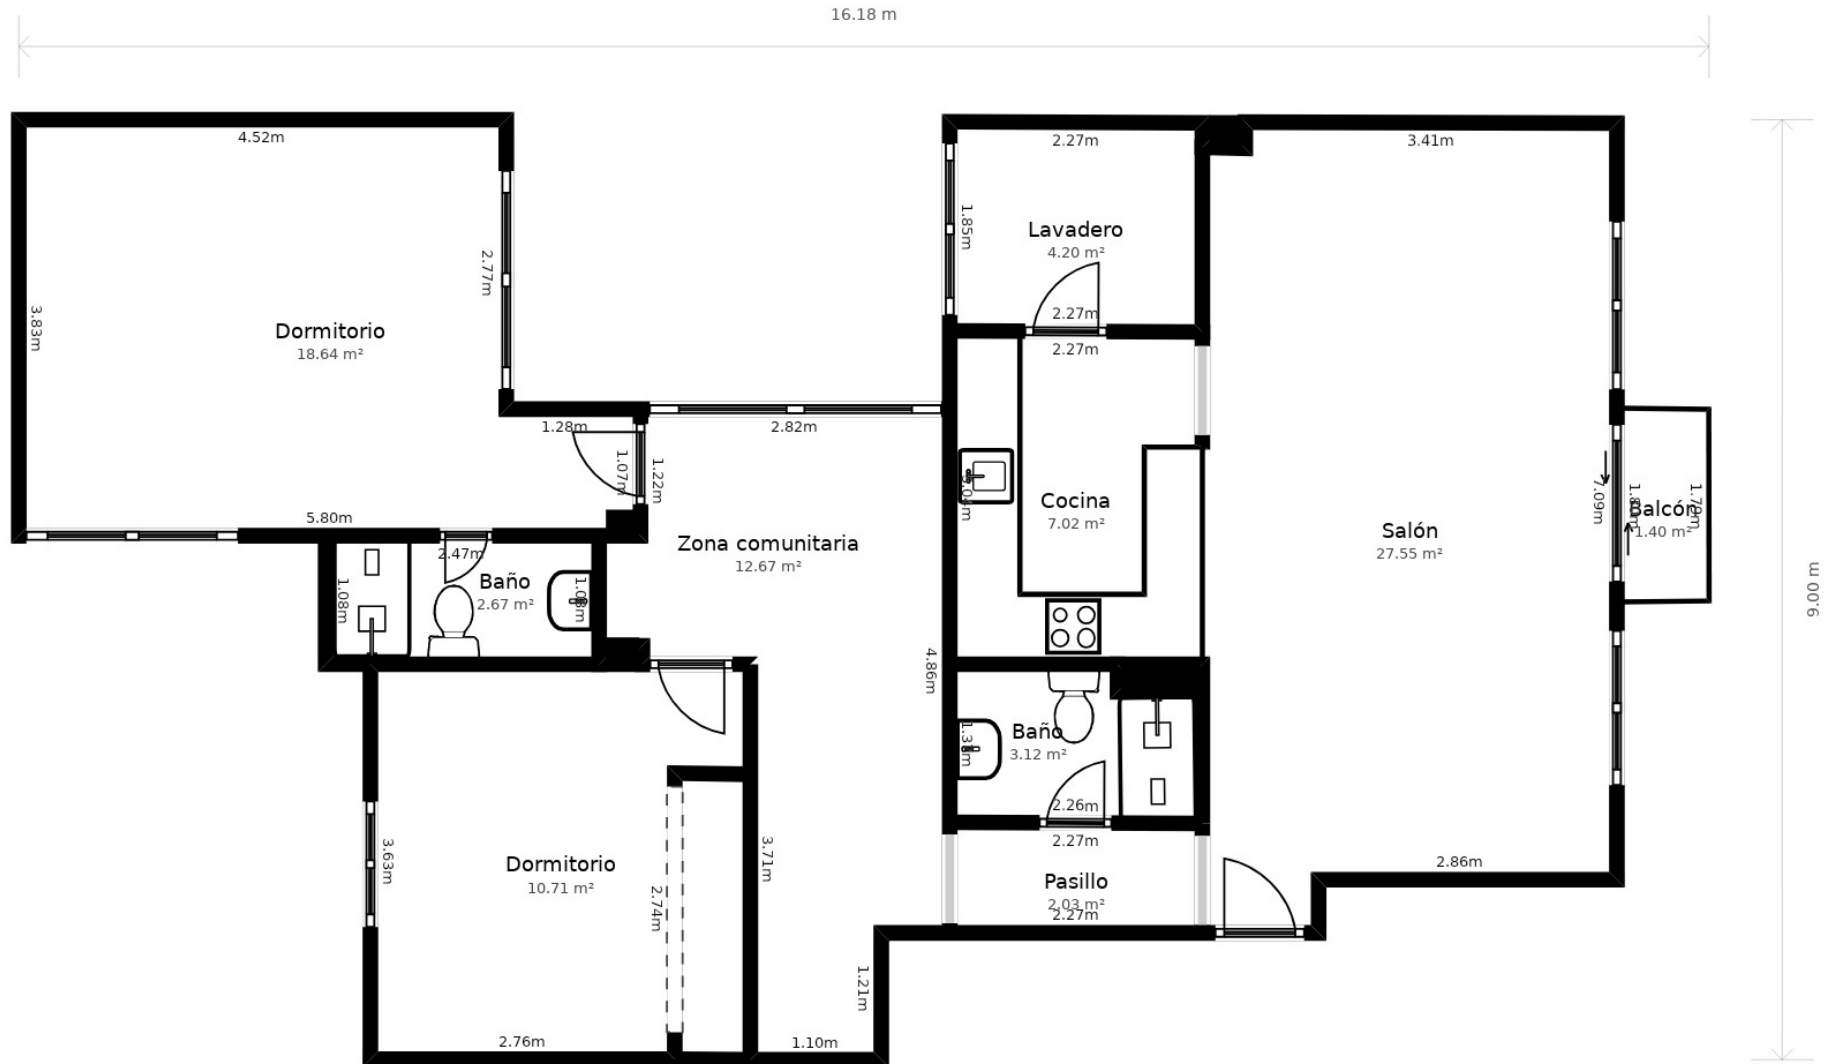 16.18 m
4.52m
2.27m
3.41m
1.85m
Lavadero
4.20 m²
2.77m
3.83m
Dormitorio
18.64 m²
2.27m
2.27m
1.28m
2.82m
1.07m
1.22m
5.80m
Cocina
7.02 m²
7.09m
Balcón
1.40 m²
Salón
27.55 m²
Zona comunitaria
12.67 m²
2.47m
Baño
2.67 m²
1.08m
9.00 m
4.86m
Baño
3.12 m²
2.26m
2.27m
Dormitorio
10.71 m²
3.63m
2.74m
3.71m
Pasillo
2.03 m²
2.27m
2.86m
1.21m
2.76m
1.10m